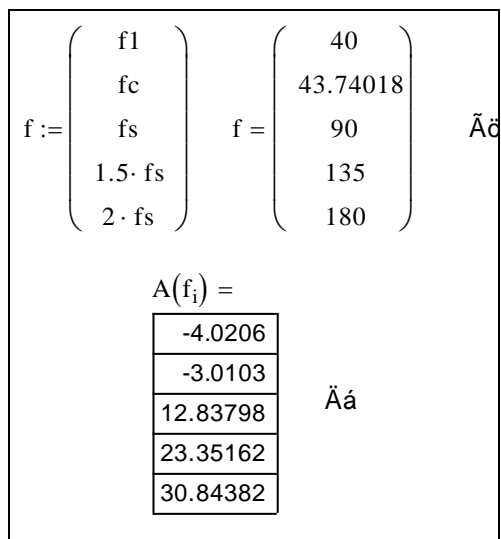 f := ( f1 fc fs 1.5· fs 2 · fs ) f = ( 40 43.74018 90 135 180 ) Ãö
A(f_i) =
-4.0206
-3.0103
12.83798 Äá
23.35162
30.84382